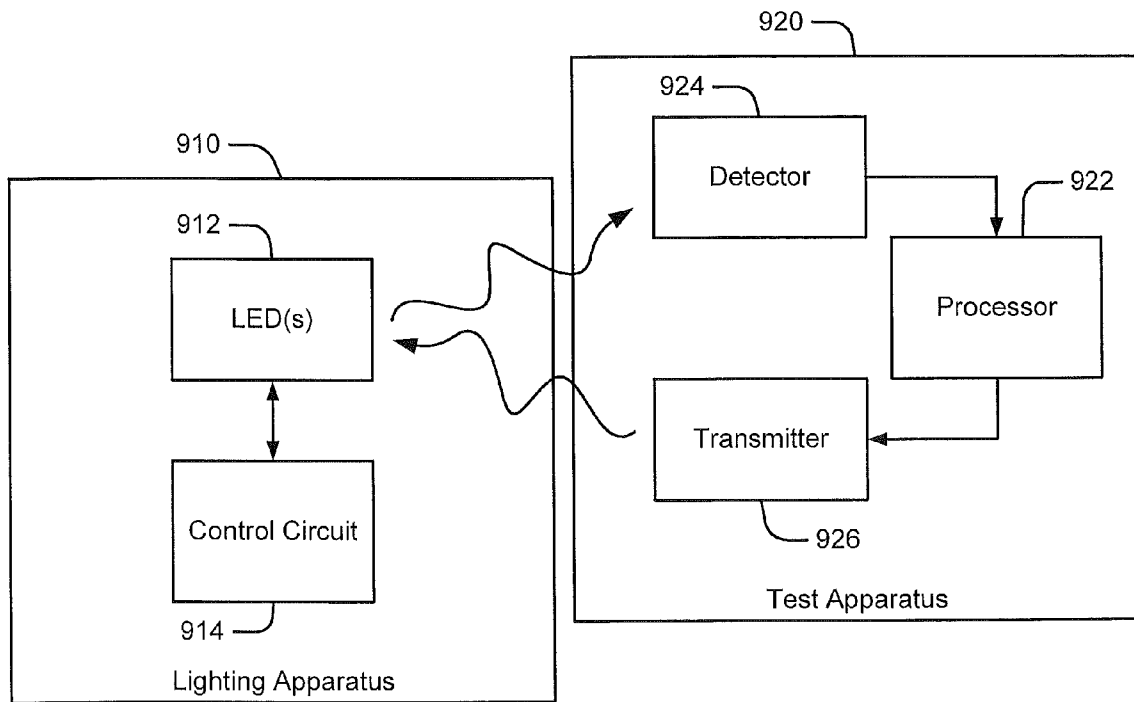 920
924
Detector
922
Processor
Transmitter
926
Test Apparatus
910
912
LED(s)
Control Circuit
914
Lighting Apparatus